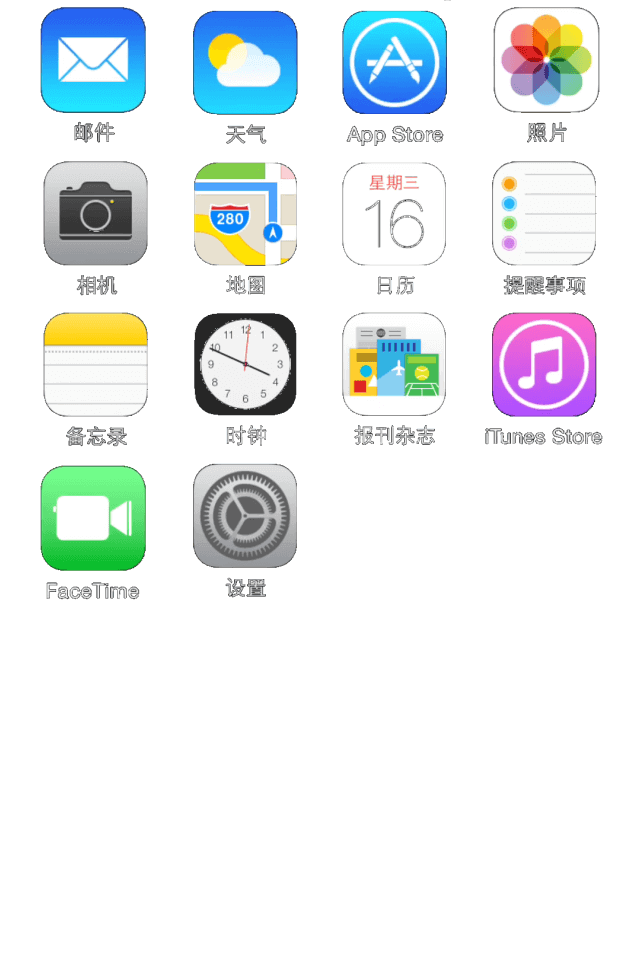 邮件
天气
App Store
照片
280
星期三
16
相机
地图
日历
提醒事项
12
1
2
3
4
5
6
7
8
9
10
11
备忘录
时钟
报刊杂志
iTunes Store
FaceTime
设置